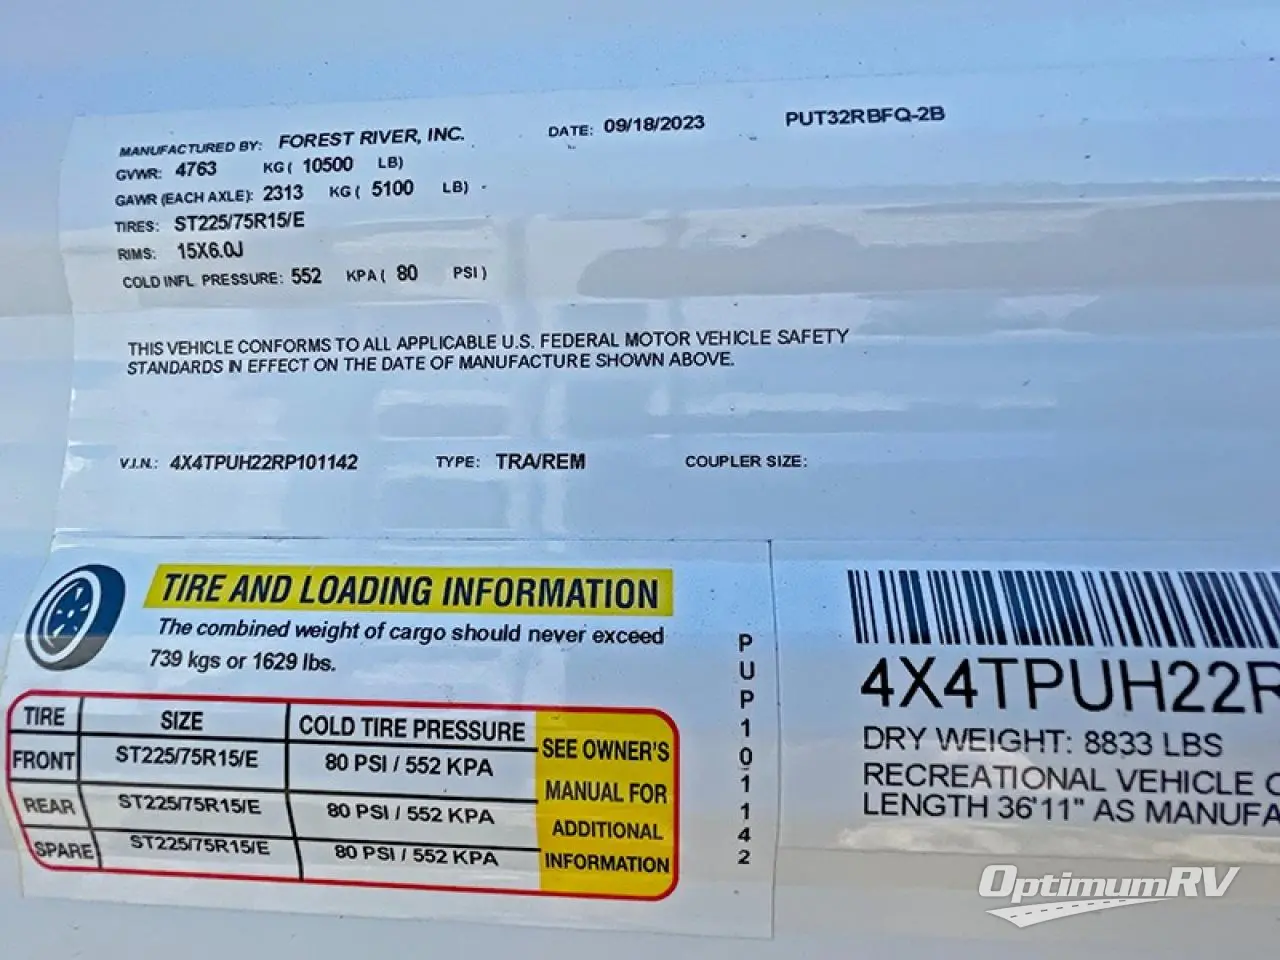 MANUFACTURED BY: FOREST RIVER, INC. DATE: 09/18/2023 PUT32RBFQ-2B
GVWR: 4763 KG ( 10500 LB)
GAWR (EACH AXLE): 2313 KG ( 5100 LB)
TIRES: ST225/75R15/E
RIMS: 15X6.0J
COLD INFL. PRESSURE: 552 KPA ( 80 PSI )
THIS VEHICLE CONFORMS TO ALL APPLICABLE U.S. FEDERAL MOTOR VEHICLE SAFETY
STANDARDS IN EFFECT ON THE DATE OF MANUFACTURE SHOWN ABOVE.
V.I.N.: 4X4TPUH22RP101142 TYPE: TRA/REM COUPLER SIZE:
TIRE AND LOADING INFORMATION
The combined weight of cargo should never exceed
739 kgs or 1629 lbs.
TIRE SIZE COLD TIRE PRESSURE
FRONT ST225/75R15/E 80 PSI / 552 KPA
REAR ST225/75R15/E 80 PSI / 552 KPA
SPARE ST225/75R15/E 80 PSI / 552 KPA
SEE OWNER'S
MANUAL FOR
ADDITIONAL
INFORMATION
PUP101142
4X4TPUH22R
DRY WEIGHT: 8833 LBS
RECREATIONAL VEHICLE
LENGTH 36'11" AS MANUFA
OptimumRV